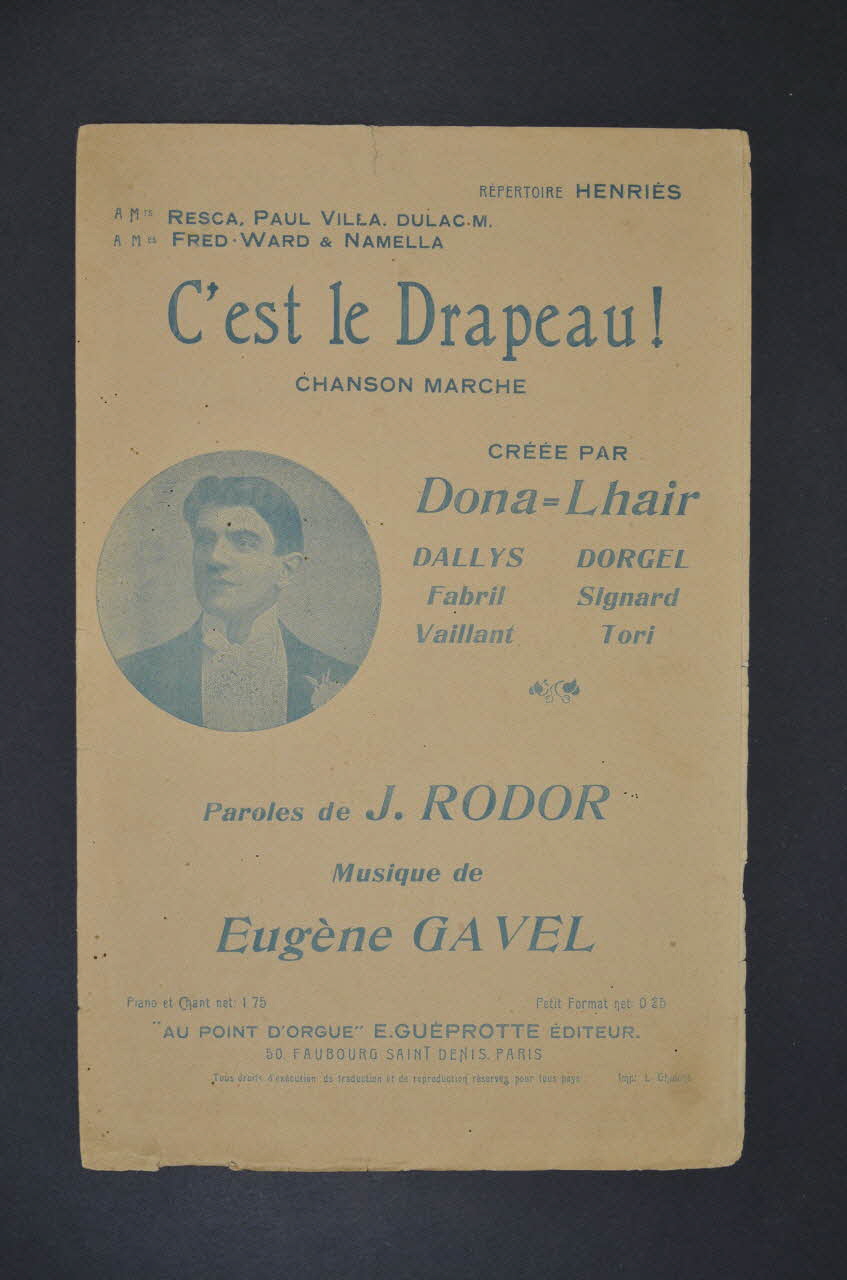 RÉPERTOIRE HENRIÈS
A Mrs RESCA, PAUL VILLA. DULAC.M.
A Mes FRED-WARD & NAMELLA
C'est le Drapeau!
CHANSON MARCHE
CRÉÉE PAR
Dona=Lhair
DALLYS DORGEL
Fabril Signard
Vaillant Tori
Paroles de J. RODOR
Musique de
Eugène GAVEL
Piano et Chant net: 1 75 Petit Format net: 0 25
"AU POINT D'ORGUE" E. GUÉPROTTE ÉDITEUR.
50, FAUBOURG SAINT DENIS. PARIS
Tous droits d'exécution de traduction et de reproduction réservés pour tous pays Imp: L.